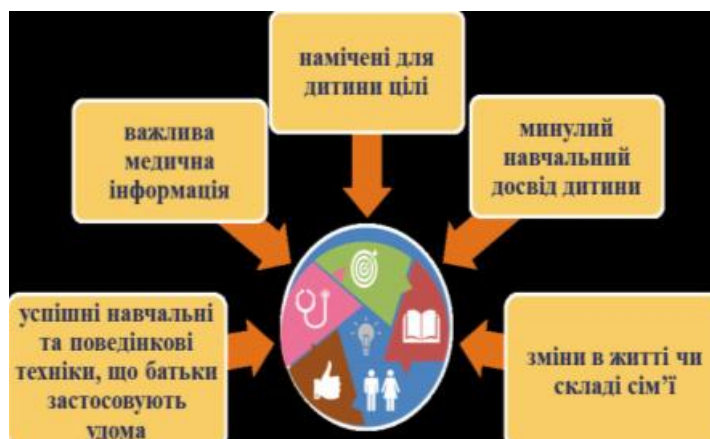 намічені для
дитини цілі
важлива
медична
інформація
минулий
навчальний
досвід дитини
успішні навчальні
та поведінкові
техніки, що батьки
застосовують
удома
зміни в житті чи
складі сім’ї